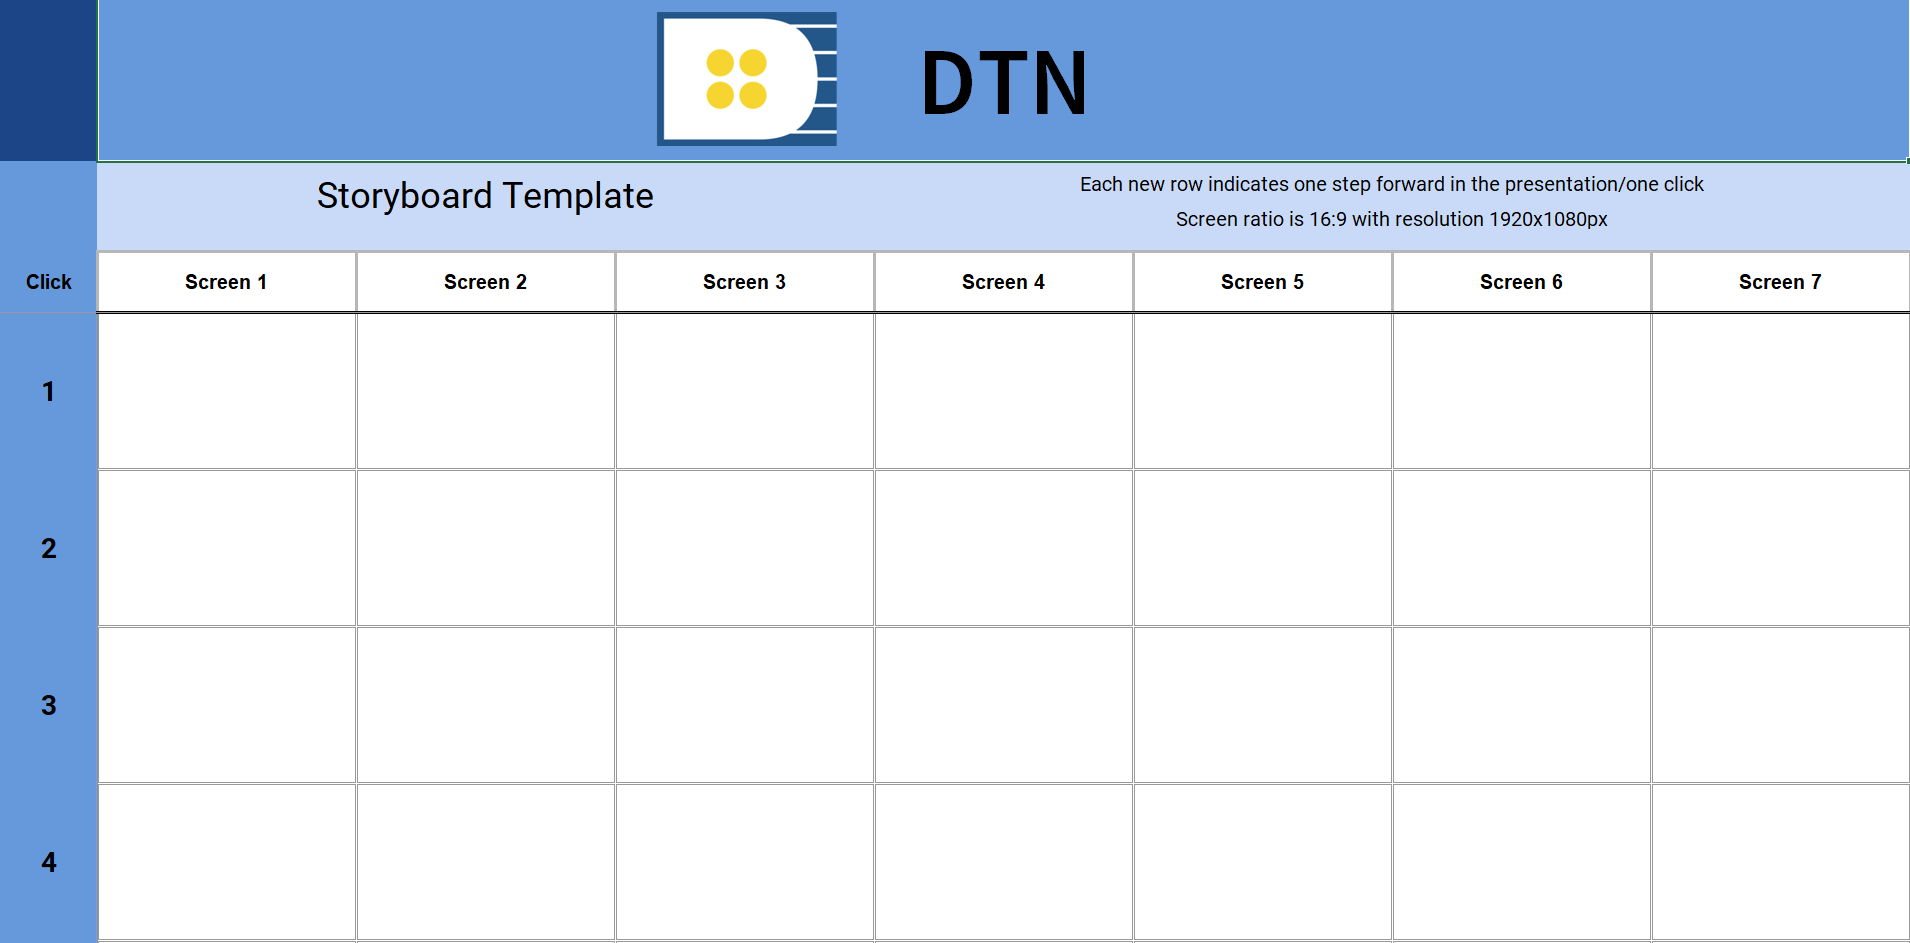 DTN
Storyboard Template
Each new row indicates one step forward in the presentation/one click
Screen ratio is 16:9 with resolution 1920x1080px
Click Screen 1 Screen 2 Screen 3 Screen 4 Screen 5 Screen 6 Screen 7
1
2
3
4